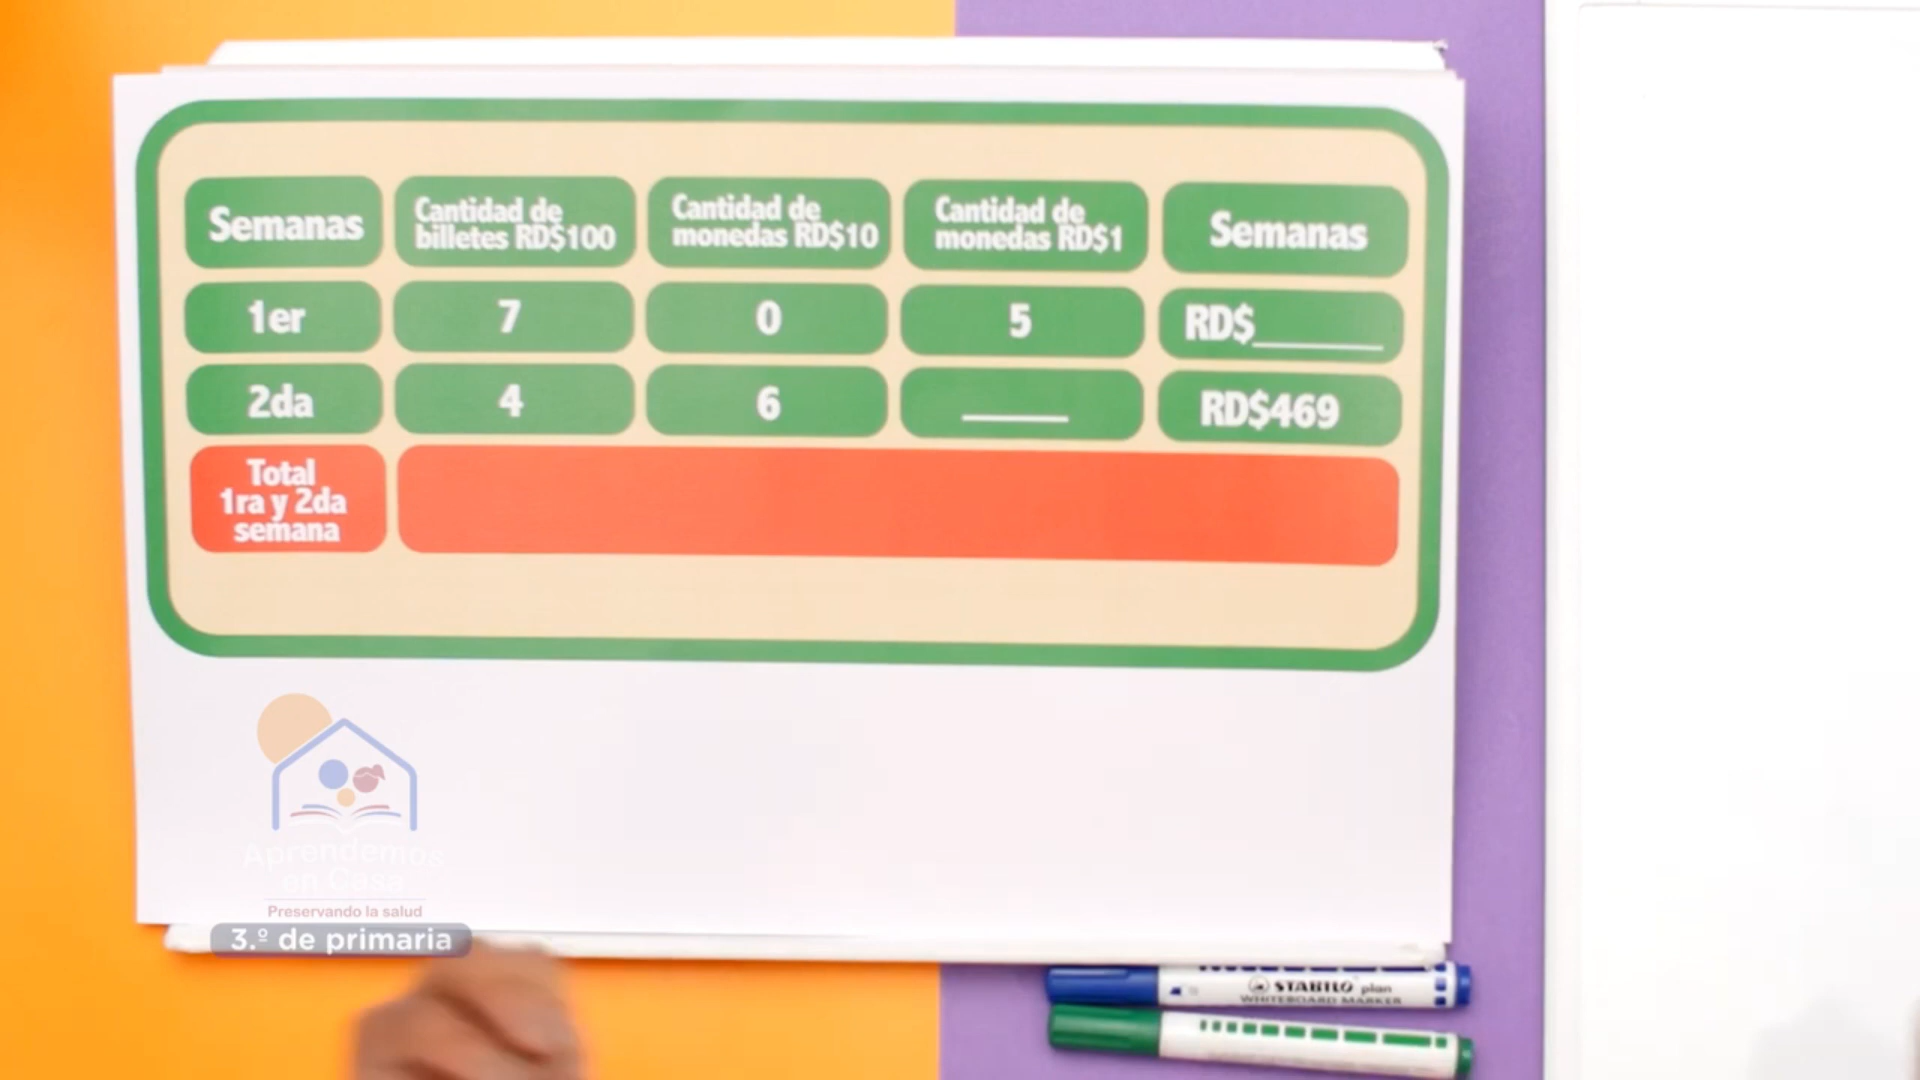 Semanas
Cantidad de
billetes RD$100
Cantidad de
monedas RD$10
Cantidad de
monedas RD$1
Semanas
1er
7
0
5
RD$______
2da
4
6
_____
RD$469
Total
1ra y 2da
semana
Aprendemos
en Casa
Preservando la salud
3.º de primaria
STABILO plan
WHITEBOARD MARKER